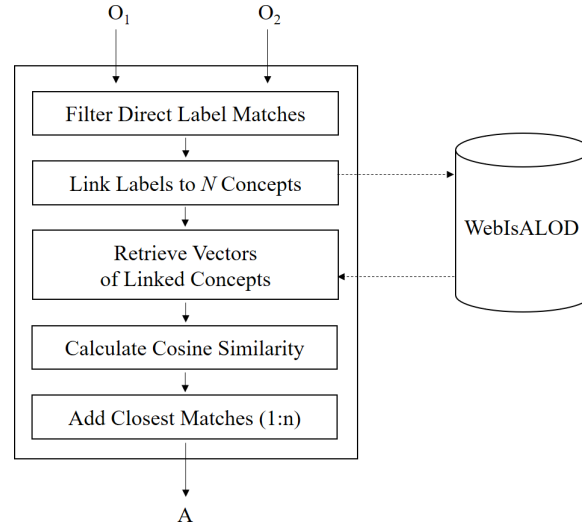 O₁ O₂
Filter Direct Label Matches
Link Labels to N Concepts
WebIsALOD
Retrieve Vectors
of Linked Concepts
Calculate Cosine Similarity
Add Closest Matches (1:n)
A